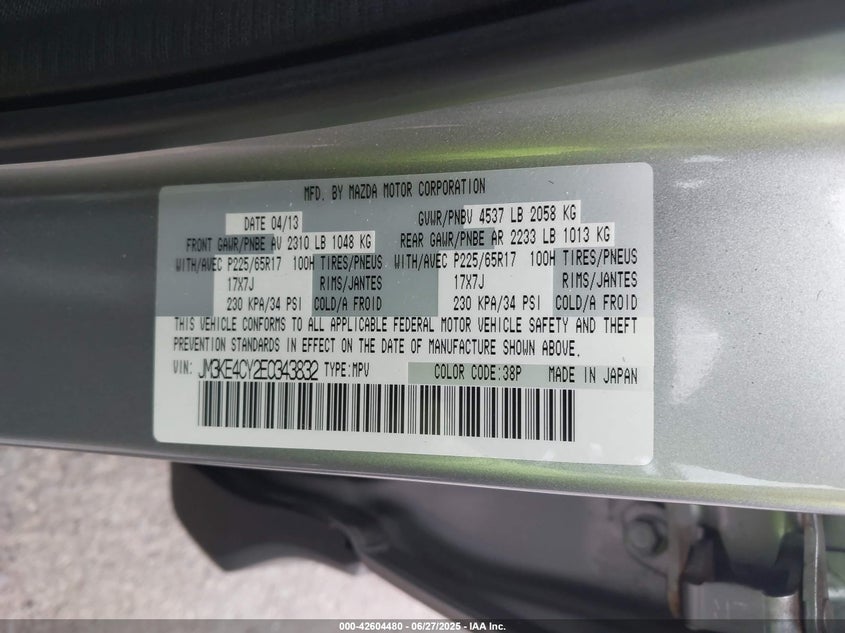 MFD. BY MAZDA MOTOR CORPORATION
DATE 04/13 GVWR/PNBV 4537 LB 2058 KG
FRONT GAWR/PNBE AV 2310 LB 1048 KG REAR GAWR/PNBE AR 2233 LB 1013 KG
WITH/AVEC P225/65R17 100H TIRES/PNEUS WITH/AVEC P225/65R17 100H TIRES/PNEUS
17X7J RIMS/JANTES 17X7J RIMS/JANTES
230 KPA/34 PSI COLD/A FROID 230 KPA/34 PSI COLD/A FROID
THIS VEHICLE CONFORMS TO ALL APPLICABLE FEDERAL MOTOR VEHICLE SAFETY AND THEFT
PREVENTION STANDARDS IN EFFECT ON THE DATE OF MANUFACTURE SHOWN ABOVE.
VIN: JM3KE4CY2E0343832 TYPE:MPV COLOR CODE:38P MADE IN JAPAN
000-42604480 - 06/27/2025 - IAA Inc.